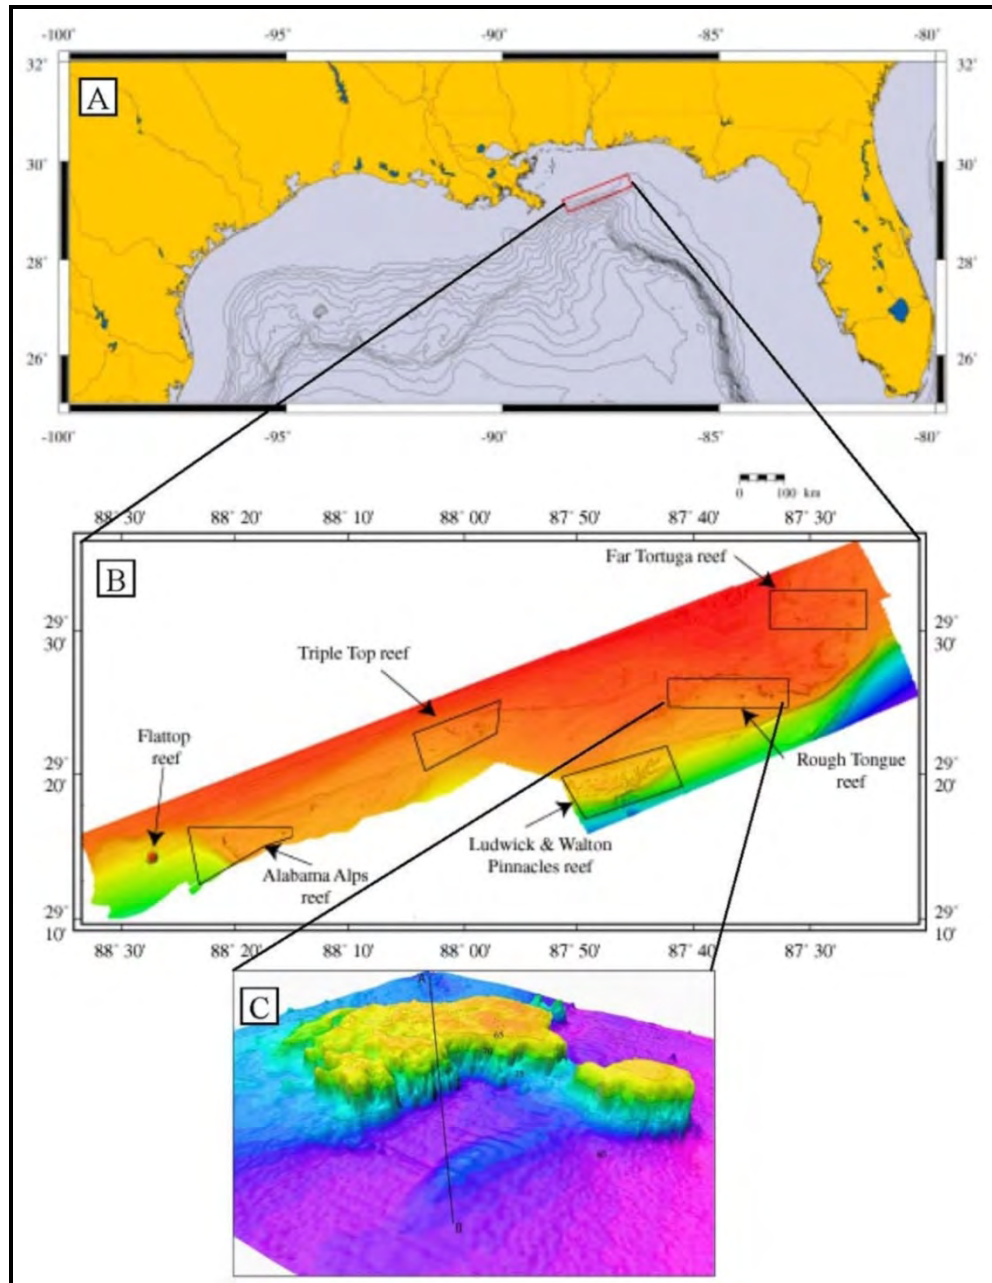 -100° -95° -90° -85° -80°
32° 32°
A
30° 30°
28° 28°
26° 26°
-100° -95° -90° -85° -80°
0 100 km
88° 30' 88° 20' 88° 10' 88° 00' 87° 50' 87° 40' 87° 30'
B
Far Tortuga reef
29°
30'
29°
30'
Triple Top reef
Flattop
reef
29°
20'
29°
20'
Rough Tongue
reef
Ludwick & Walton
Pinnacles reef
Alabama Alps
reef
29°
10'
29°
10'
88° 30' 88° 20' 88° 10' 88° 00' 87° 50' 87° 40' 87° 30'
C
A
65
B